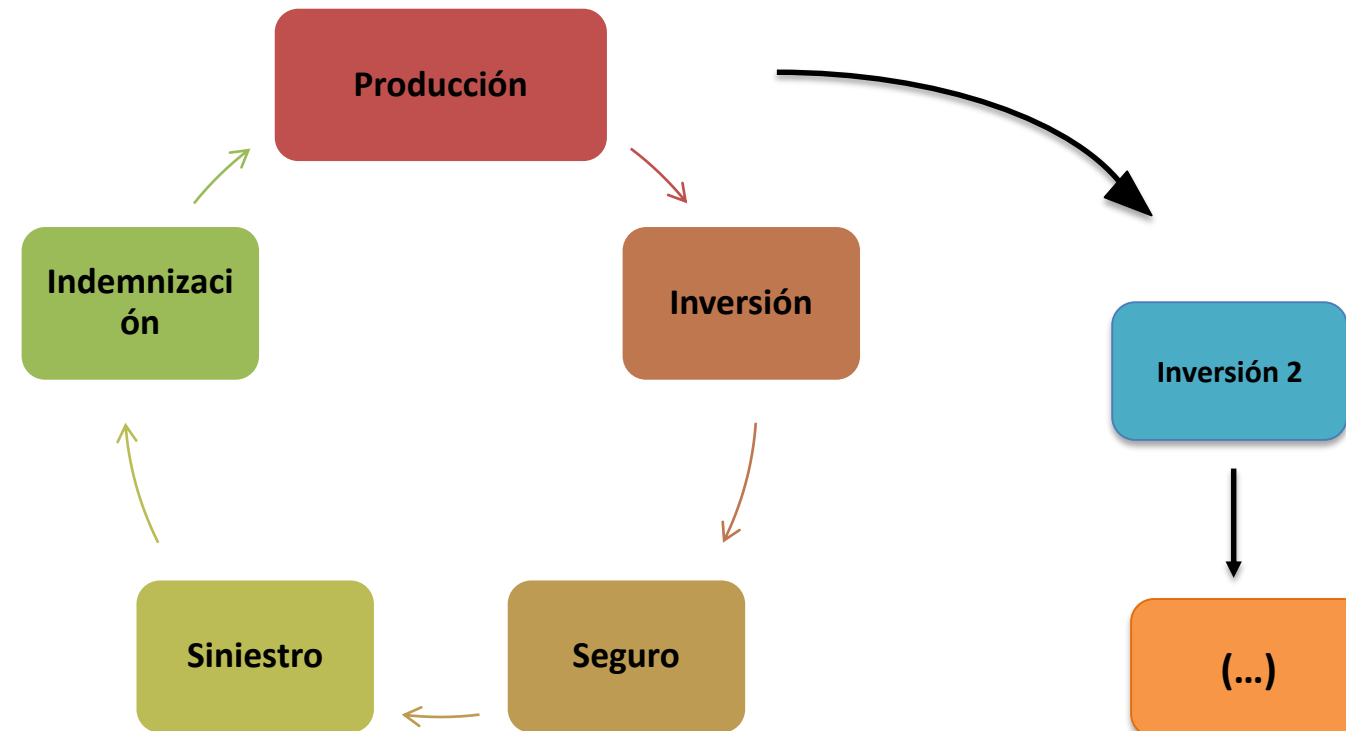 Producción
Indemnizaci
ón
Inversión
Inversión 2
Siniestro
Seguro
(...)